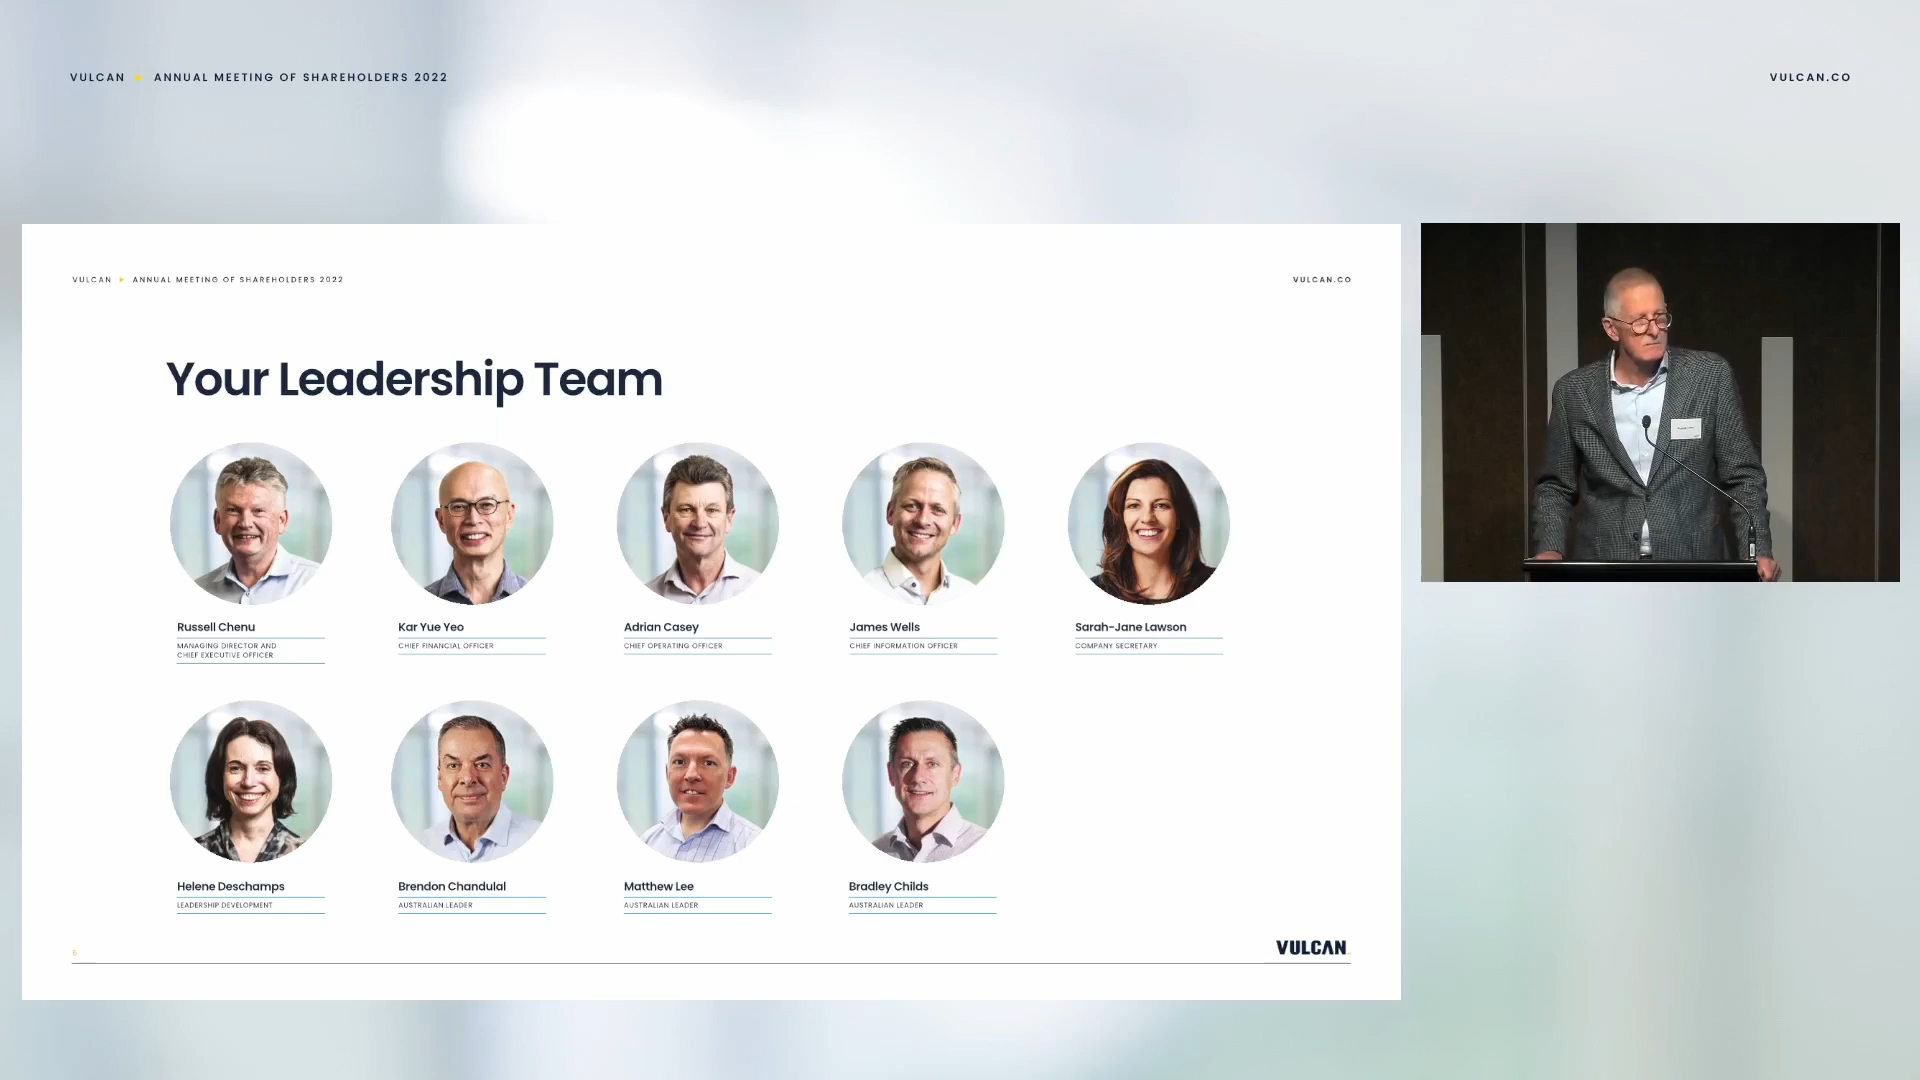 VULCAN ANNUAL MEETING OF SHAREHOLDERS 2022
VULCAN.CO
VULCAN ANNUAL MEETING OF SHAREHOLDERS 2022
VULCAN.CO
Your Leadership Team
Russell Chenu
MANAGING DIRECTOR AND
CHIEF EXECUTIVE OFFICER
Kar Yue Yeo
CHIEF FINANCIAL OFFICER
Adrian Casey
CHIEF OPERATING OFFICER
James Wells
CHIEF INFORMATION OFFICER
Sarah-Jane Lawson
COMPANY SECRETARY
Helene Deschamps
LEADERSHIP DEVELOPMENT
Brendon Chandulal
AUSTRALIAN LEADER
Matthew Lee
AUSTRALIAN LEADER
Bradley Childs
AUSTRALIAN LEADER
6
VULCAN